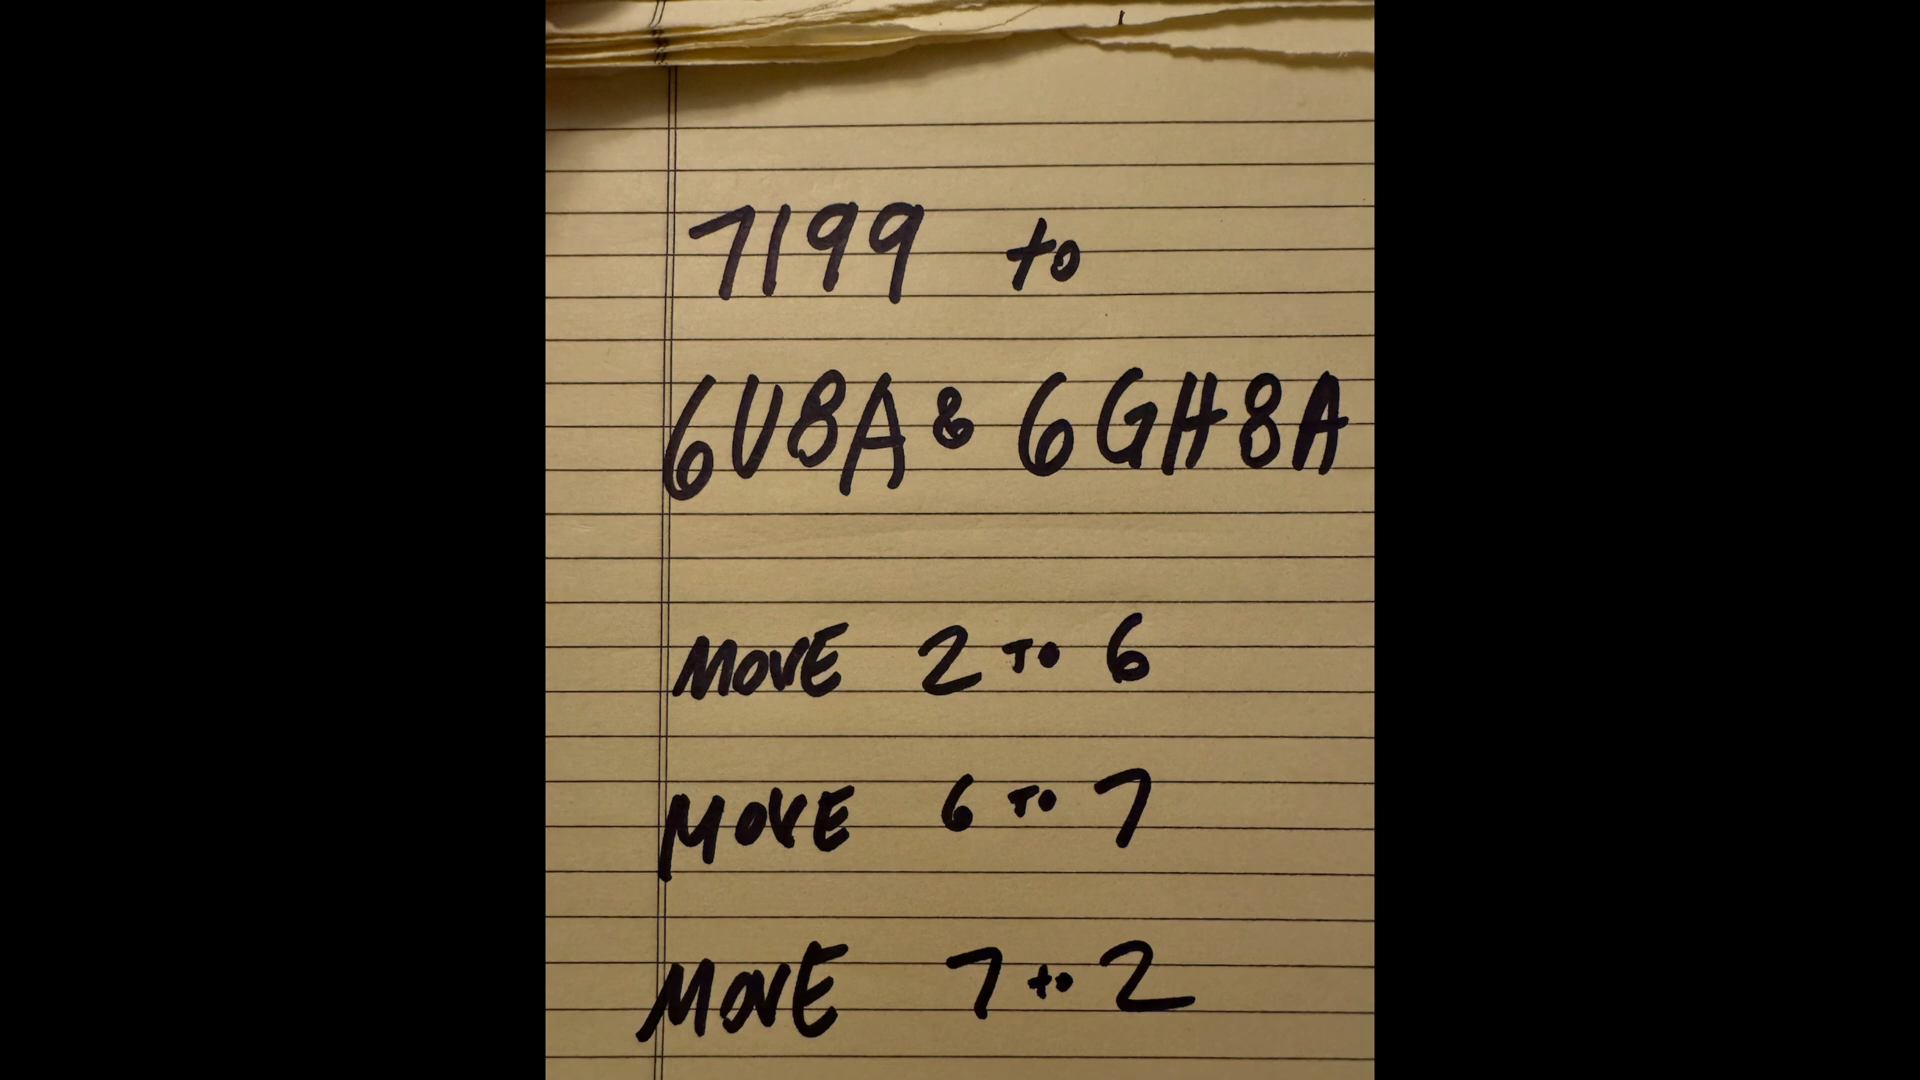 7199 to
6U8A & 6GH8A
MOVE 2 TO 6
MOVE 6 TO 7
MOVE 7 to 2